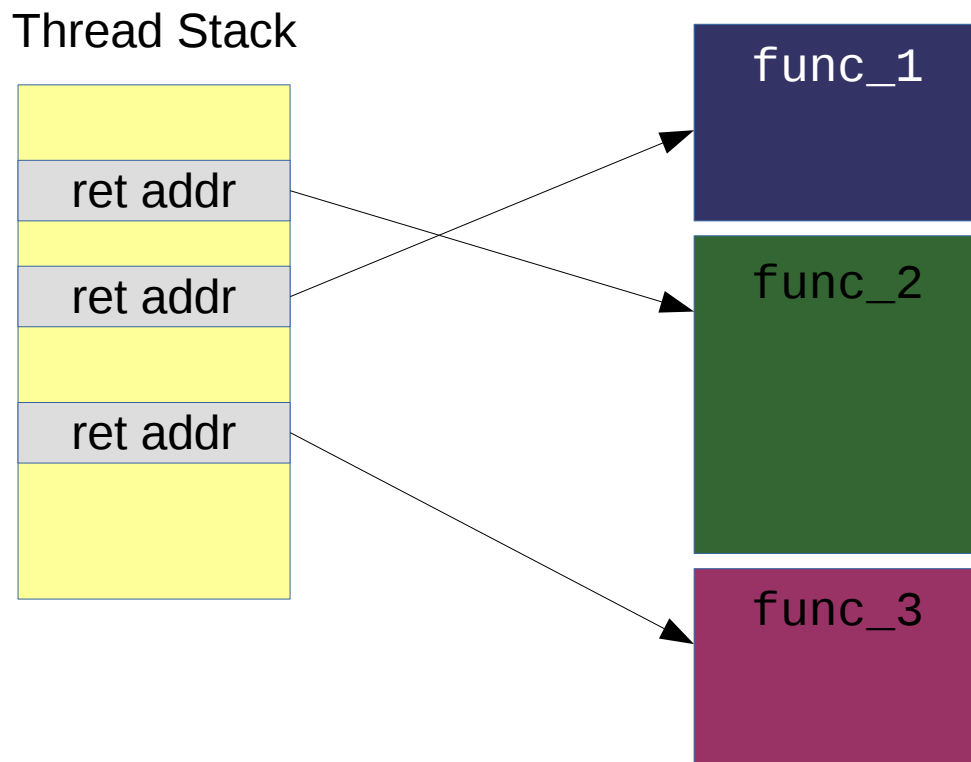 Thread Stack
ret addr
ret addr
ret addr
func_1
func_2
func_3